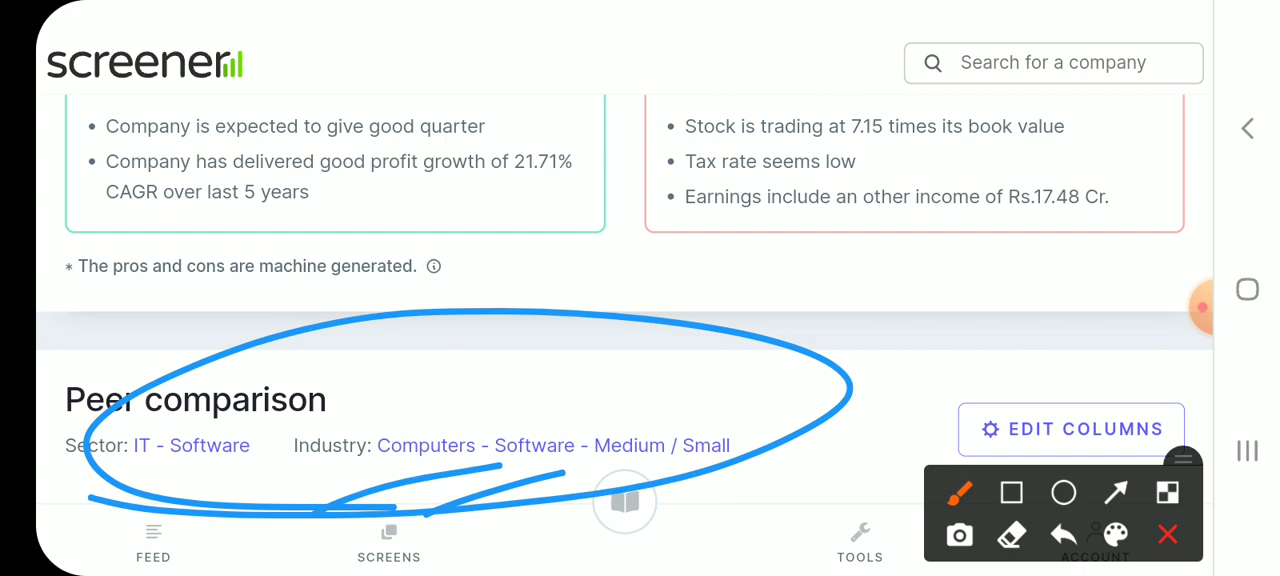 screener
Search for a company
• Company is expected to give good quarter
• Company has delivered good profit growth of 21.71%
CAGR over last 5 years
• Stock is trading at 7.15 times its book value
• Tax rate seems low
• Earnings include an other income of Rs.17.48 Cr.
* The pros and cons are machine generated.
Peer comparison
Sector: IT - Software Industry: Computers - Software - Medium / Small
EDIT COLUMNS
FEED
SCREENS
TOOLS
ACCOUNT